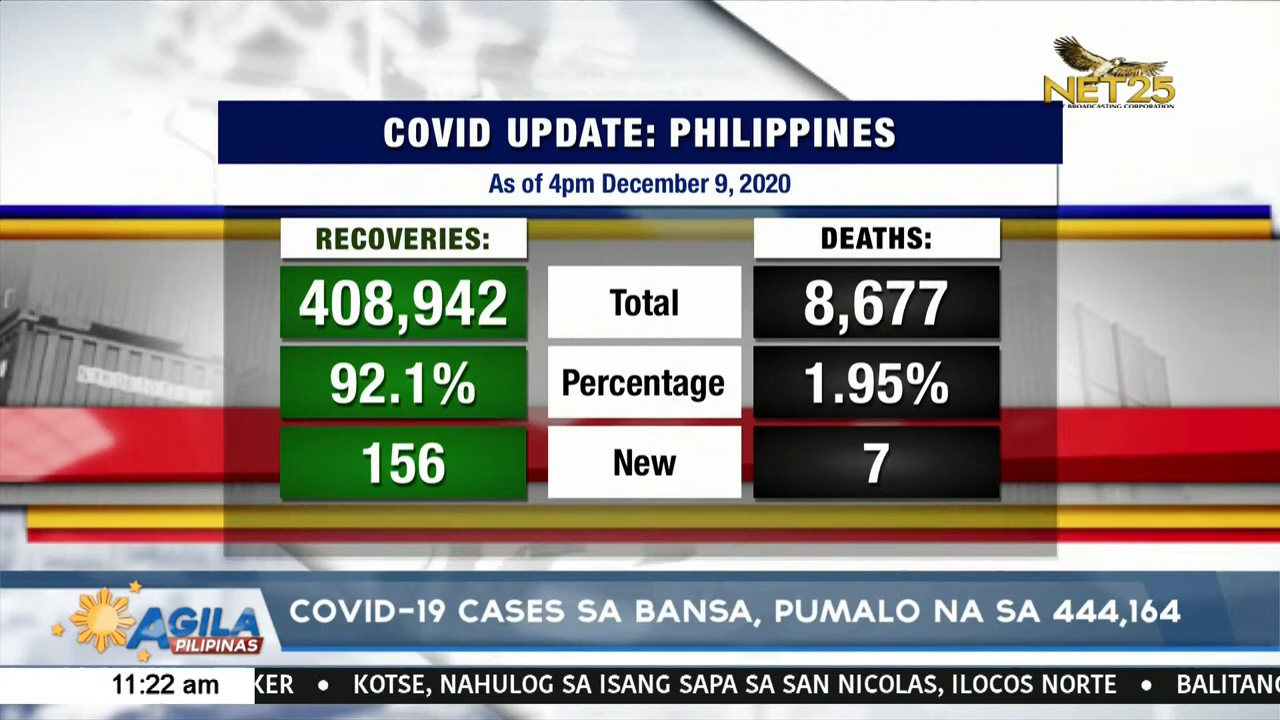 NET25
BROADCASTING CORPORATION
COVID UPDATE: PHILIPPINES
As of 4pm December 9, 2020
RECOVERIES: DEATHS:
408,942 Total 8,677
92.1% Percentage 1.95%
156 New 7
AGILA
PILIPINAS
COVID-19 CASES SA BANSA, PUMALO NA SA 444,164
11:22 am KER • KOTSE, NAHULOG SA ISANG SAPA SA SAN NICOLAS, ILOCOS NORTE • BALITANG